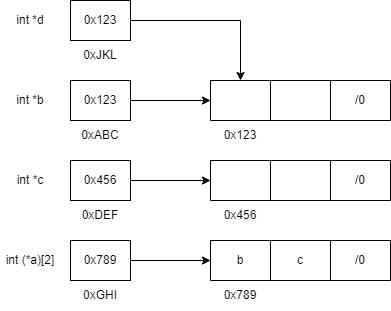 int *d 0x123
0xJKL
int *b 0x123 /0
0xABC 0x123
int *c 0x456 /0
0xDEF 0x456
int (*a)[2] 0x789 b c /0
0xGHI 0x789